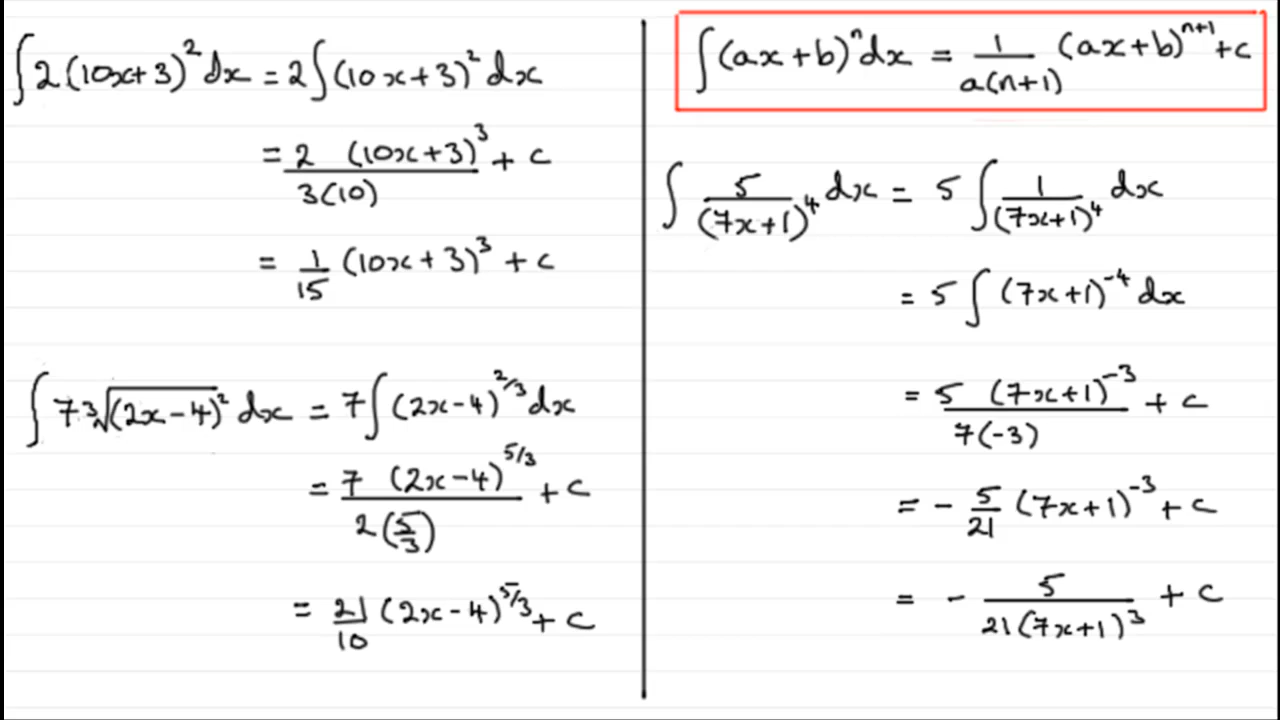 ∫ 2(10x+3)² dx = 2∫(10x+3)² dx
= 2 (10x+3)³ / 3(10) + c
= 1/15 (10x+3)³ + c
∫ 7 ³√(2x−4)² dx = 7∫(2x−4)^(2/3) dx
= 7 (2x−4)^(5/3) / 2(5/3) + c
= 21/10 (2x−4)^(5/3) + c
∫(ax+b)ⁿ dx = 1/a(n+1) (ax+b)ⁿ⁺¹ + c
∫ 5/(7x+1)⁴ dx = 5∫ 1/(7x+1)⁴ dx
= 5∫(7x+1)⁻⁴ dx
= 5 (7x+1)⁻³ / 7(−3) + c
= − 5/21 (7x+1)⁻³ + c
= − 5/21(7x+1)³ + c